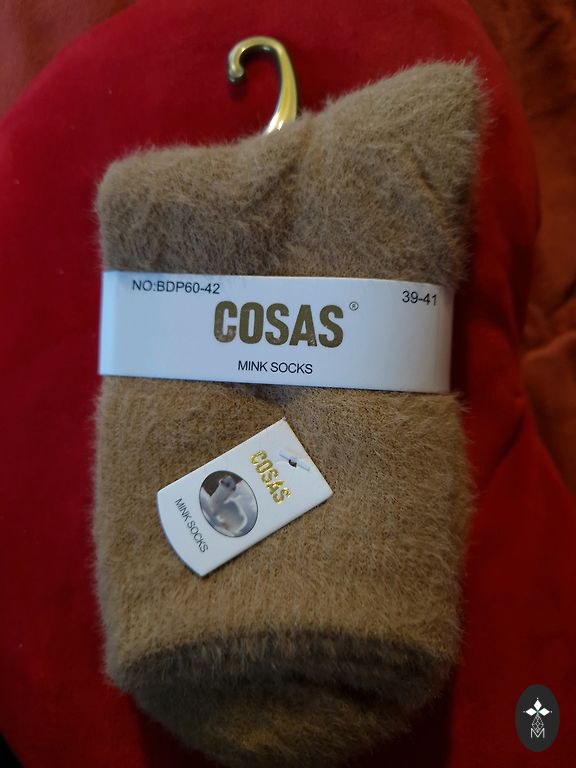 NO:BDP60-42
39-41
COSAS®
MINK SOCKS
COSAS
MINK SOCKS
M